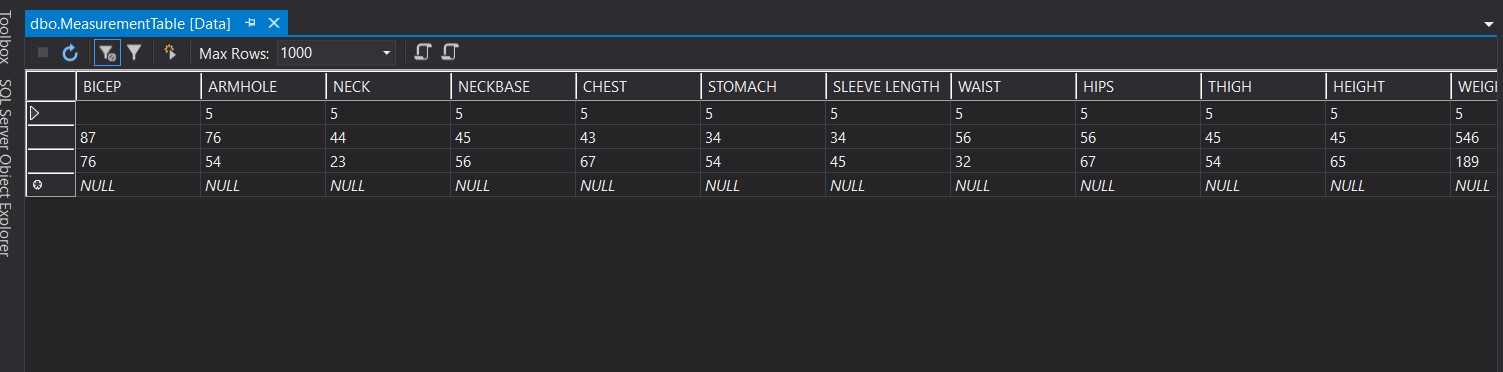 dbo.MeasurementTable [Data]
Toolbox
SQL Server Object Explorer
Max Rows: 1000
BICEP ARMHOLE NECK NECKBASE CHEST STOMACH SLEEVE LENGTH WAIST HIPS THIGH HEIGHT WEIG
5 5 5 5 5 5 5 5 5 5 5
87 76 44 45 43 34 34 56 56 45 45 546
76 54 23 56 67 54 45 32 67 54 65 189
NULL NULL NULL NULL NULL NULL NULL NULL NULL NULL NULL NULL